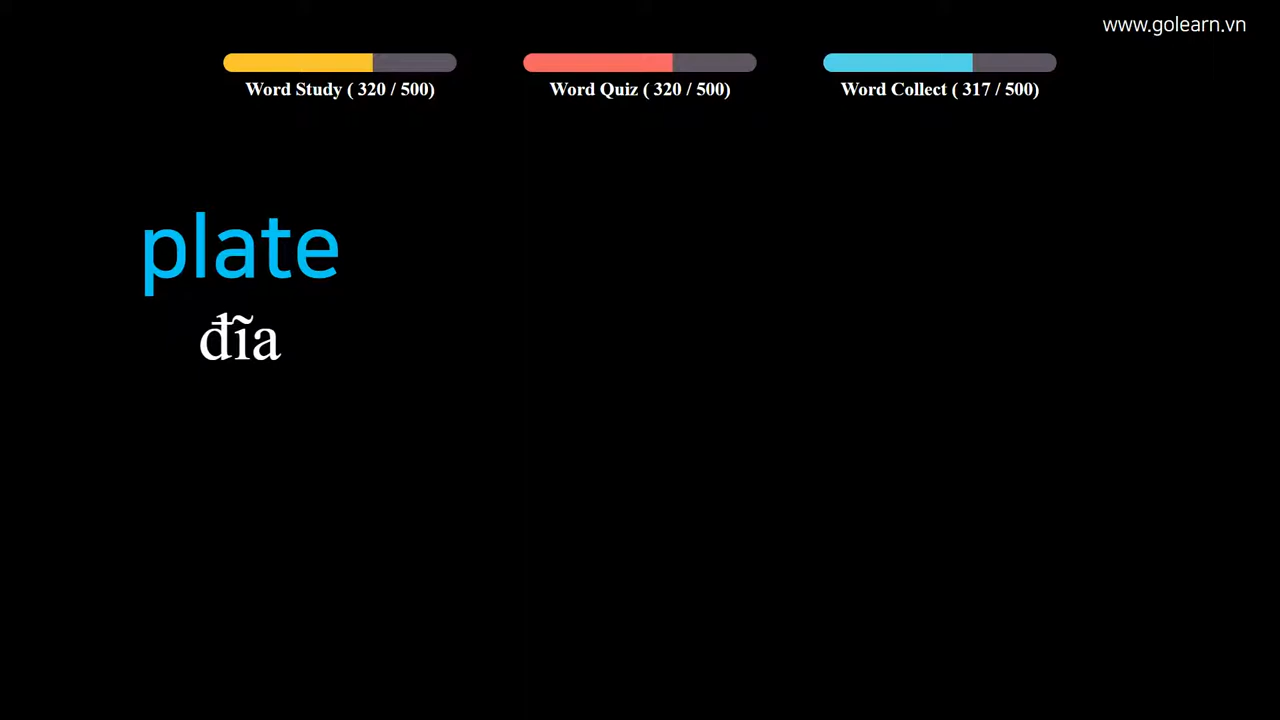 www.golearn.vn
Word Study ( 320 / 500)
Word Quiz ( 320 / 500)
Word Collect ( 317 / 500)
plate
đĩa